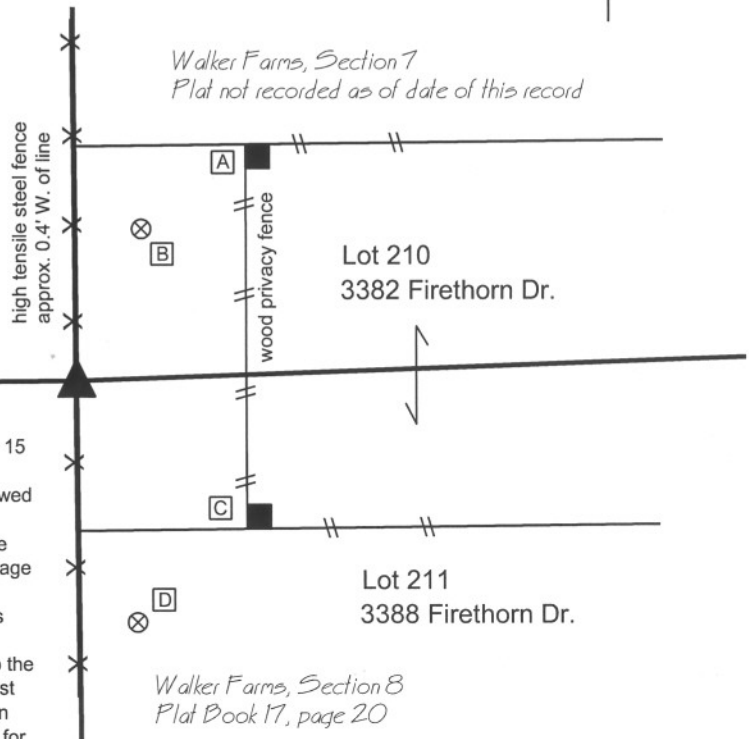 Walker Farms, Section 7
Plat not recorded as of date of this record
high tensile steel fence
approx. 0.4' W. of line
A
B
wood privacy fence
Lot 210
3382 Firethorn Dr.
15
C
D
age
Lot 211
3388 Firethorn Dr.
the
Walker Farms, Section 8
Plat Book 17, page 20
for